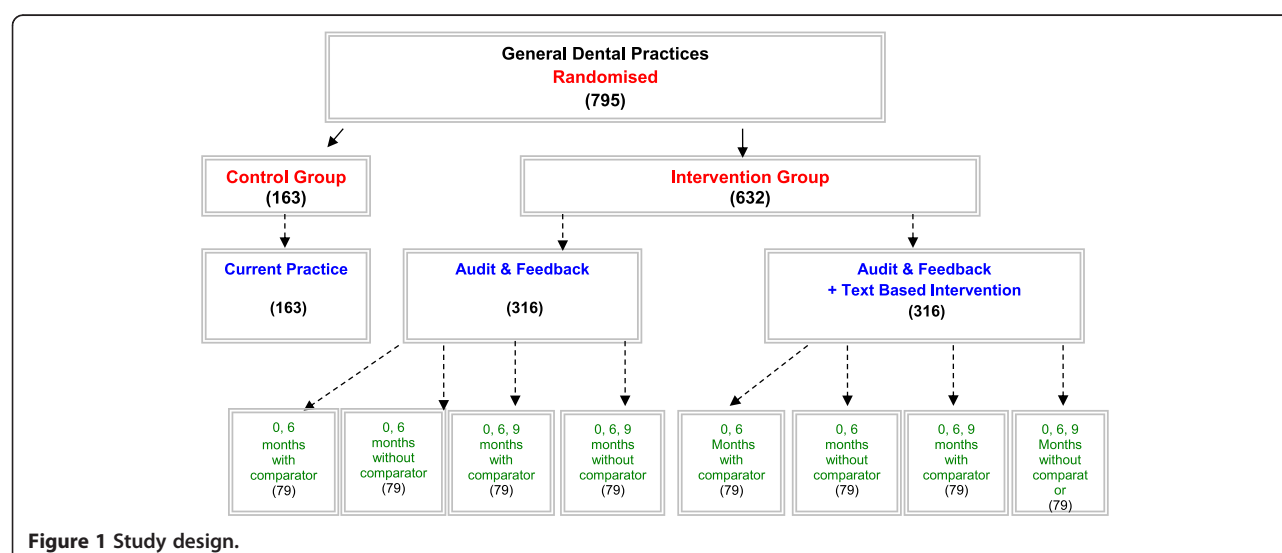 General Dental Practices
Randomised
(795)
Control Group
(163)
Intervention Group
(632)
Current Practice
(163)
Audit & Feedback
(316)
Audit & Feedback
+ Text Based Intervention
(316)
0, 6
months
with
comparator
(79)
0, 6
months
without
comparator
(79)
0, 6, 9
months
with
comparator
(79)
0, 6, 9
months
without
comparator
(79)
0, 6
Months
with
comparator
(79)
0, 6
months
without
comparator
(79)
0, 6, 9
months
with
comparator
(79)
0, 6, 9
Months
without
comparat
or
(79)
Figure 1 Study design.